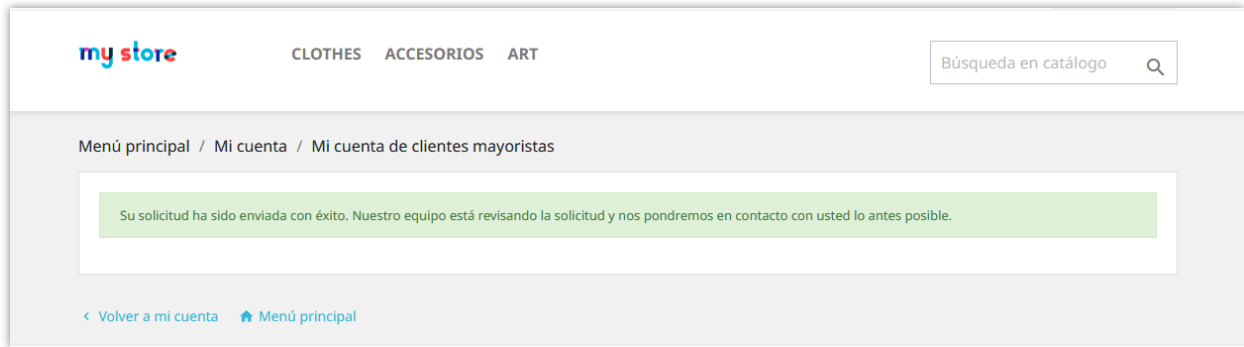 my store
CLOTHES ACCESORIOS ART
Búsqueda en catálogo
Menú principal / Mi cuenta / Mi cuenta de clientes mayoristas
Su solicitud ha sido enviada con éxito. Nuestro equipo está revisando la solicitud y nos pondremos en contacto con usted lo antes posible.
Volver a mi cuenta Menú principal